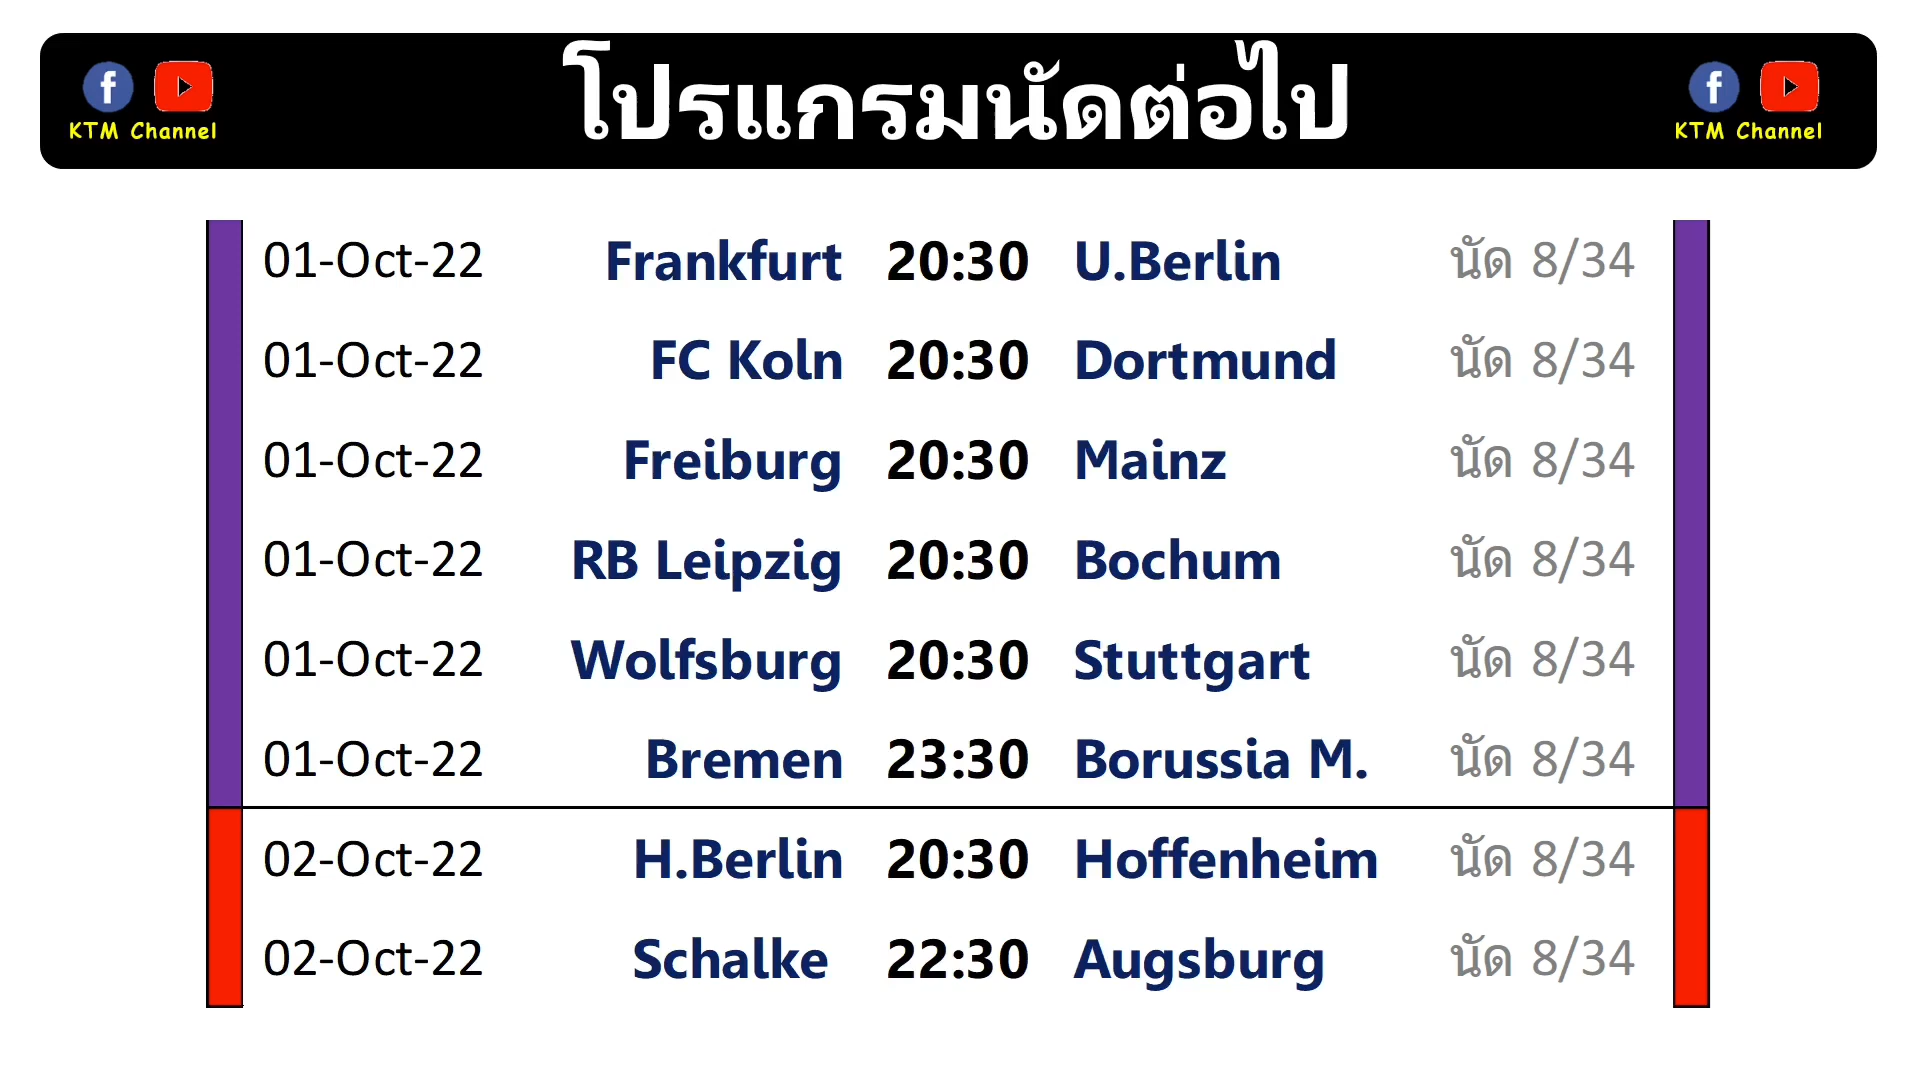 f
KTM Channel
โปรแกรมนัดต่อไป
f
KTM Channel
01-Oct-22 Frankfurt 20:30 U.Berlin นัด 8/34
01-Oct-22 FC Koln 20:30 Dortmund นัด 8/34
01-Oct-22 Freiburg 20:30 Mainz นัด 8/34
01-Oct-22 RB Leipzig 20:30 Bochum นัด 8/34
01-Oct-22 Wolfsburg 20:30 Stuttgart นัด 8/34
01-Oct-22 Bremen 23:30 Borussia M. นัด 8/34
02-Oct-22 H.Berlin 20:30 Hoffenheim นัด 8/34
02-Oct-22 Schalke 22:30 Augsburg นัด 8/34